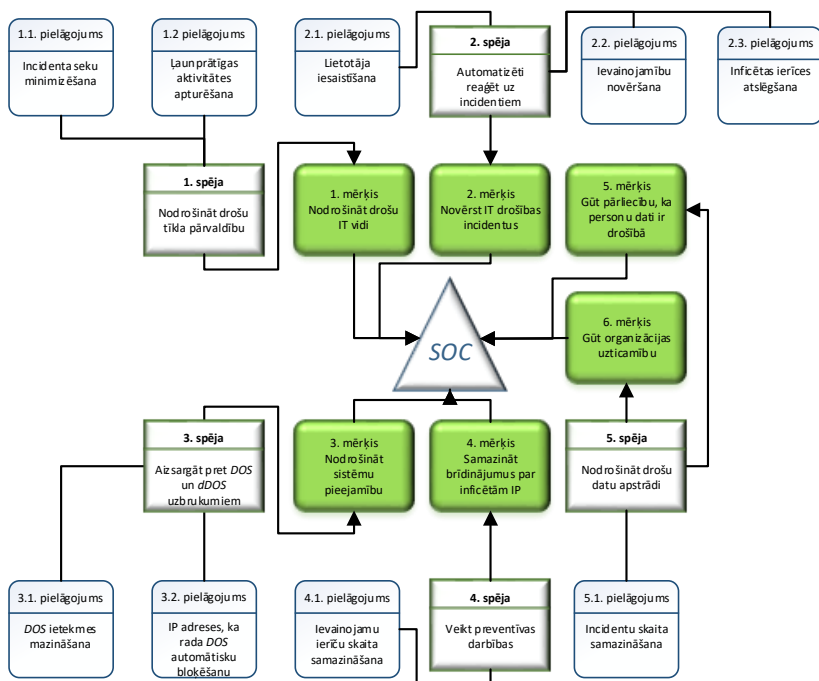 1.1. pielāgojums
Incidenta seku
minimizēšana
1.2 pielāgojums
Ļaunprātīgas
aktivitātes
apturēšana
2.1. pielāgojums
Lietotāja
iesaistīšana
2. spēja
Automatizēti
reaģēt uz
incidentiem
2.2. pielāgojums
Ievainojamību
novēršana
2.3. pielāgojums
Inficētas ierīces
atslēgšana
1. spēja
Nodrošināt drošu
tīkla pārvaldību
1. mērķis
Nodrošināt drošu
IT vidi
2. mērķis
Novērst IT drošības
incidentus
5. mērķis
Gūt pārliecību, ka
personu dati ir
drošībā
SOC
6. mērķis
Gūt organizācijas
uzticamību
3. spēja
Aizsargāt pret DOS
un dDOS
uzbrukumiem
3. mērķis
Nodrošināt
sistēmu
pieejamību
4. mērķis
Samazināt
brīdinājumus par
inficētām IP
5. spēja
Nodrošināt drošu
datu apstrādi
3.1. pielāgojums
DOS ietekmes
mazināšana
3.2. pielāgojums
IP adreses, ka
rada DOS
automātisku
bloķēšanu
4.1. pielāgojums
Ievainojamu
ierīču skaita
samazināšana
4. spēja
Veikt preventīvas
darbības
5.1. pielāgojums
Incidentu skaita
samazināšana